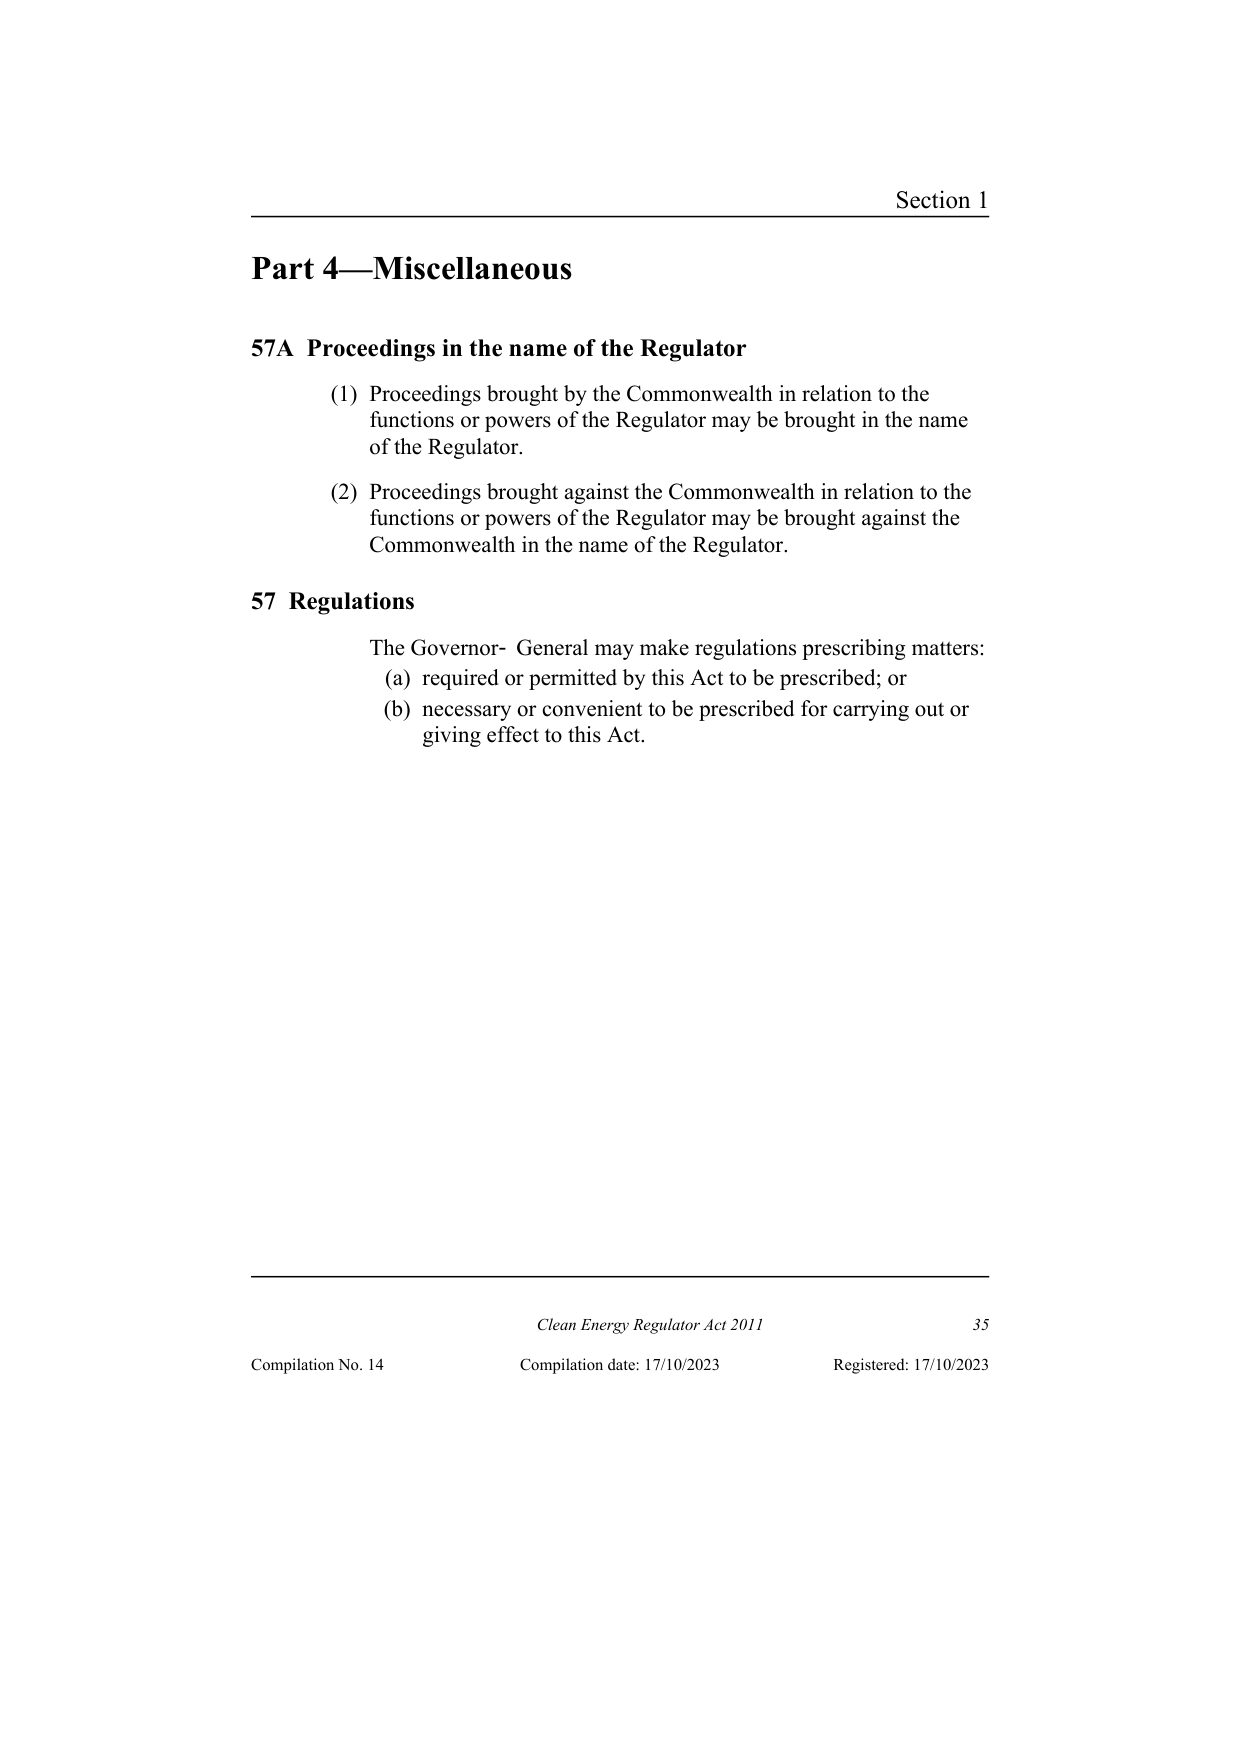 Section 1
Part 4—Miscellaneous
57A Proceedings in the name of the Regulator
(1) Proceedings brought by the Commonwealth in relation to the
functions or powers of the Regulator may be brought in the name
of the Regulator.
(2) Proceedings brought against the Commonwealth in relation to the
functions or powers of the Regulator may be brought against the
Commonwealth in the name of the Regulator.
57 Regulations
The Governor- General may make regulations prescribing matters:
(a) required or permitted by this Act to be prescribed; or
(b) necessary or convenient to be prescribed for carrying out or
giving effect to this Act.
Clean Energy Regulator Act 2011 35
Compilation No. 14 Compilation date: 17/10/2023 Registered: 17/10/2023